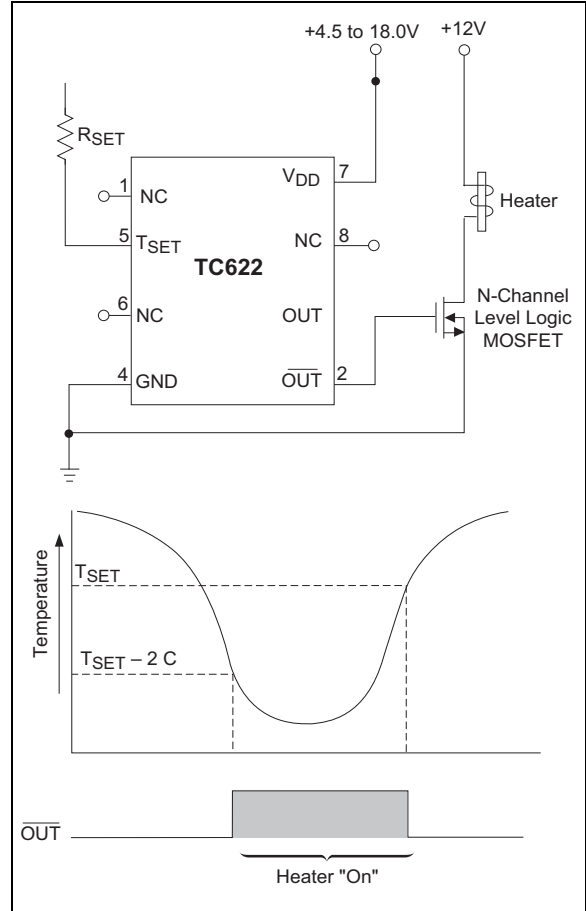 +4.5 to 18.0V +12V
RSET
1 NC
VDD 7
Heater
5 TSET
NC 8
TC622
6 NC
OUT
N-Channel
Level Logic
MOSFET
4 GND
OUT 2
Temperature
TSET
TSET – 2 C
OUT
Heater "On"